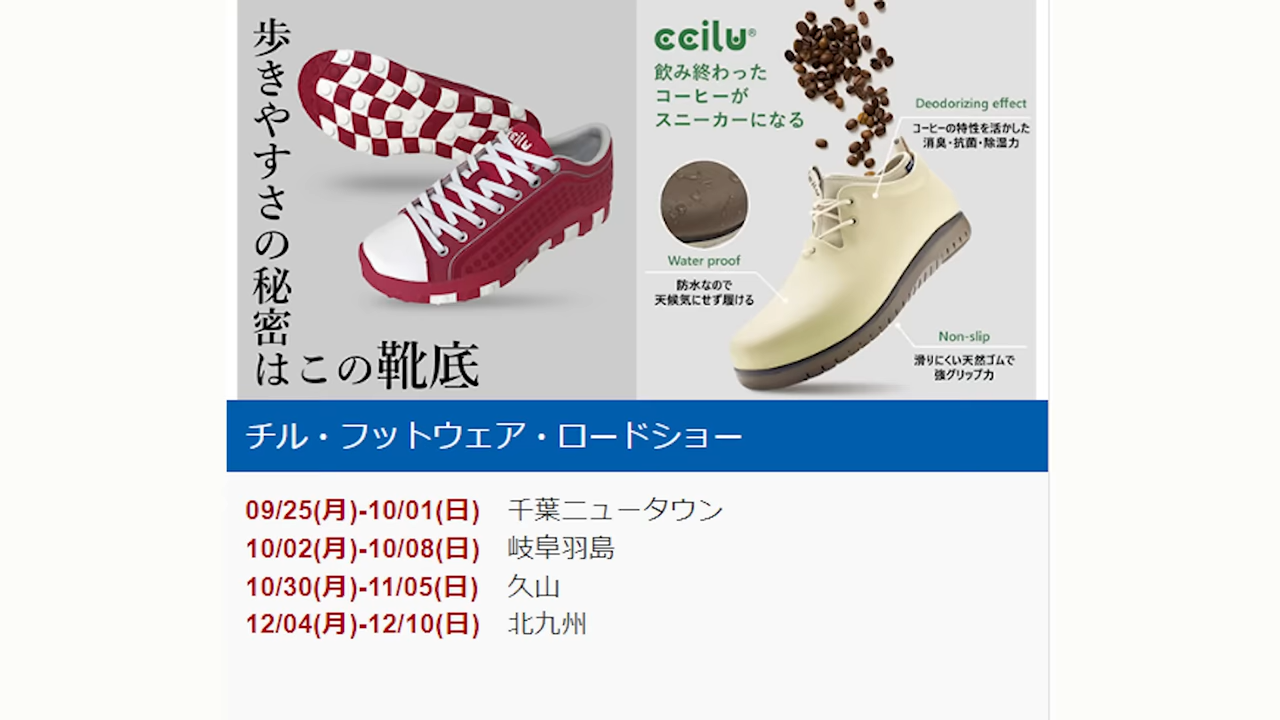 歩きやすさの秘密は
この靴底
ccilu
ccilu®
飲み終わった
コーヒーが
スニーカーになる
Deodorizing effect
コーヒーの特性を活かした
消臭・抗菌・除湿力
Water proof
防水なので
天候気にせず履ける
Non-slip
滑りにくい天然ゴムで
強グリップ力
チル・フットウェア・ロードショー
09/25(月)-10/01(日) 千葉ニュータウン
10/02(月)-10/08(日) 岐阜羽島
10/30(月)-11/05(日) 久山
12/04(月)-12/10(日) 北九州